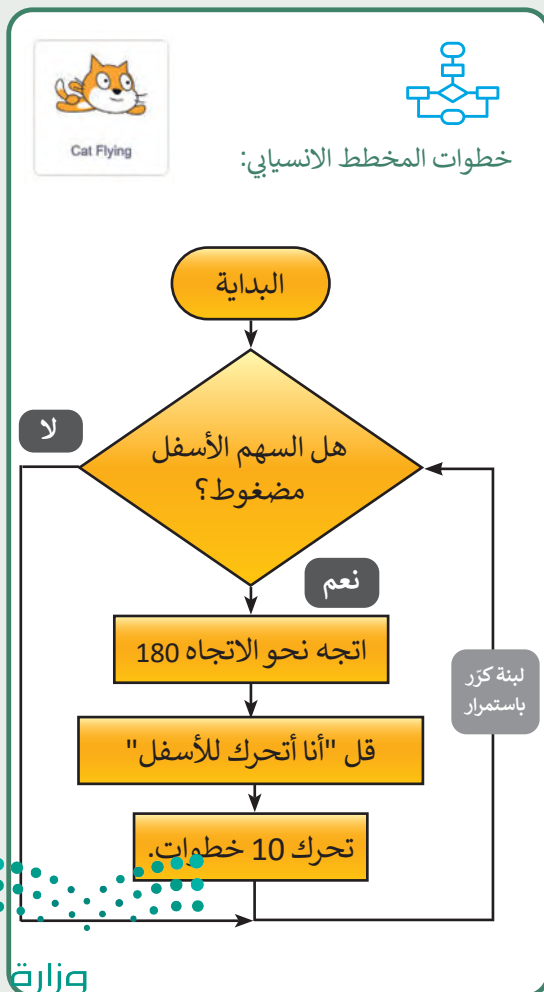 Cat Flying
خطوات المخطط الانسيابي:
البداية
هل السهم الأسفل
مضغوط؟
لا
نعم
اتجه نحو الاتجاه 180
لبنة كرّر
باستمرار
قل "أنا أتحرك للأسفل"
تحرك 10 خطوات.
وزارة